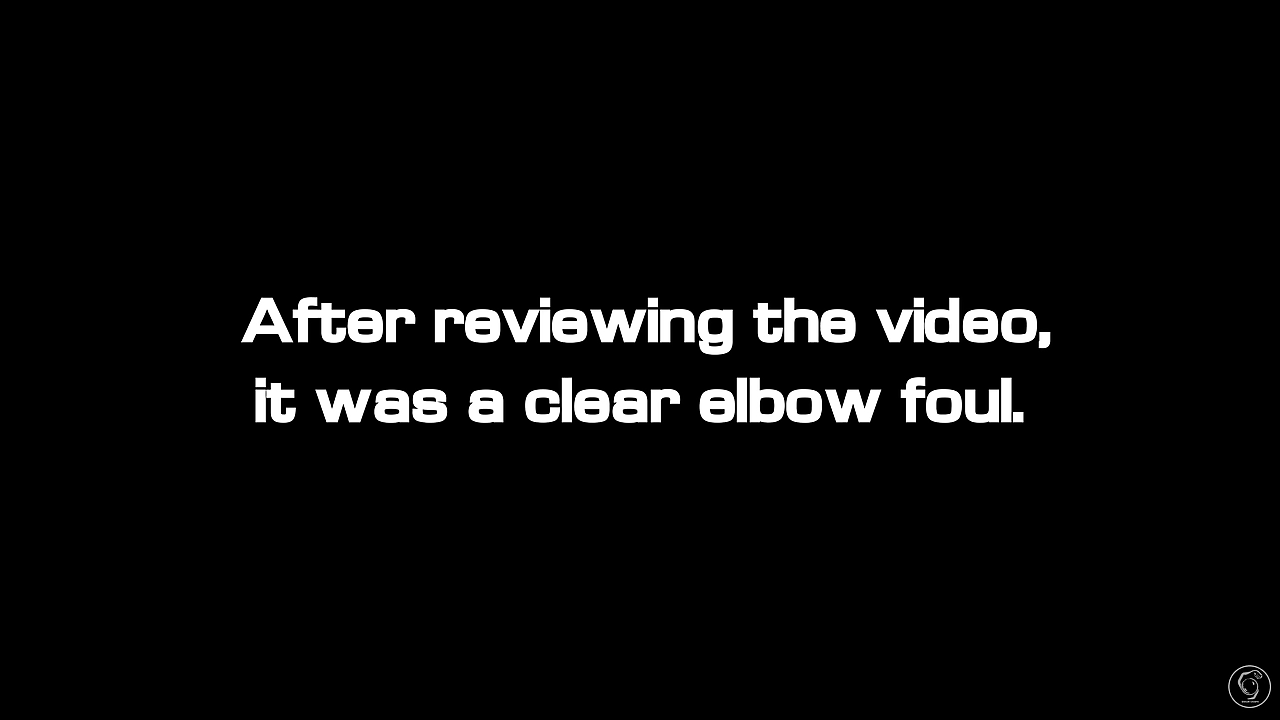 After reviewing the video,
it was a clear elbow foul.